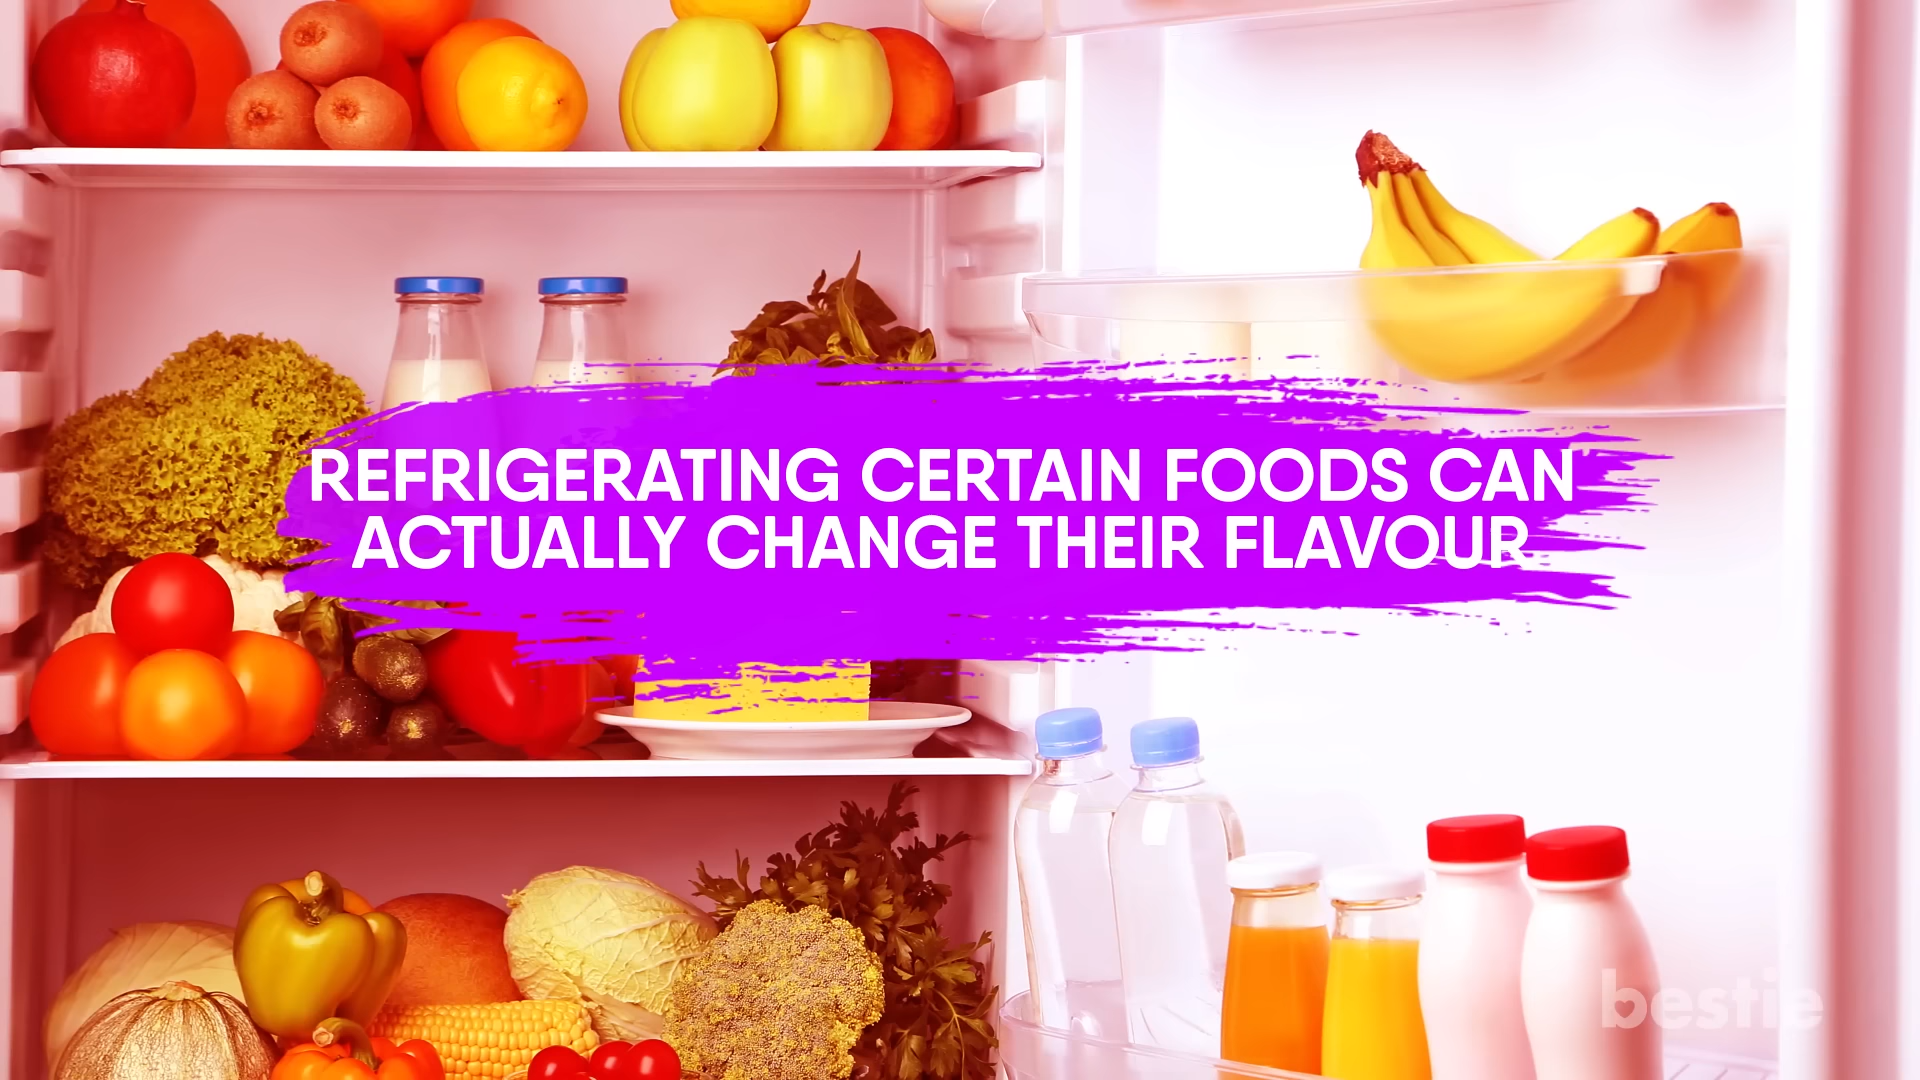 REFRIGERATING CERTAIN FOODS CAN
ACTUALLY CHANGE THEIR FLAVOUR
bestie